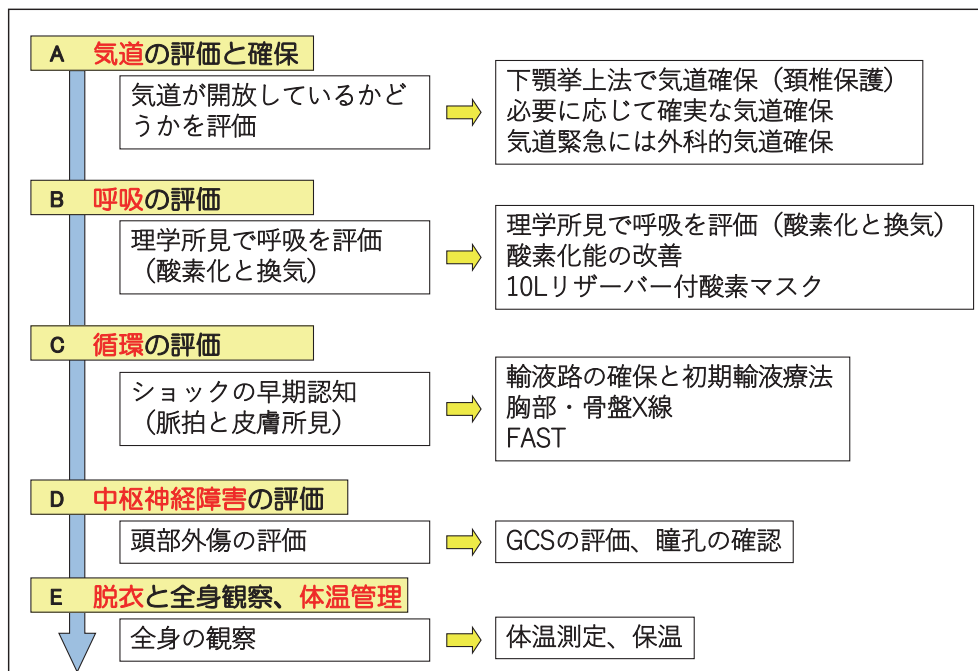 A 気道の評価と確保
気道が開放しているかど
うかを評価
下顎挙上法で気道確保（頚椎保護）
必要に応じて確実な気道確保
気道緊急には外科的気道確保
B 呼吸の評価
理学所見で呼吸を評価
（酸素化と換気）
理学所見で呼吸を評価（酸素化と換気）
酸素化能の改善
10Lリザーバー付酸素マスク
C 循環の評価
ショックの早期認知
（脈拍と皮膚所見）
輸液路の確保と初期輸液療法
胸部・骨盤X線
FAST
D 中枢神経障害の評価
頭部外傷の評価
GCSの評価、瞳孔の確認
E 脱衣と全身観察、体温管理
全身の観察
体温測定、保温